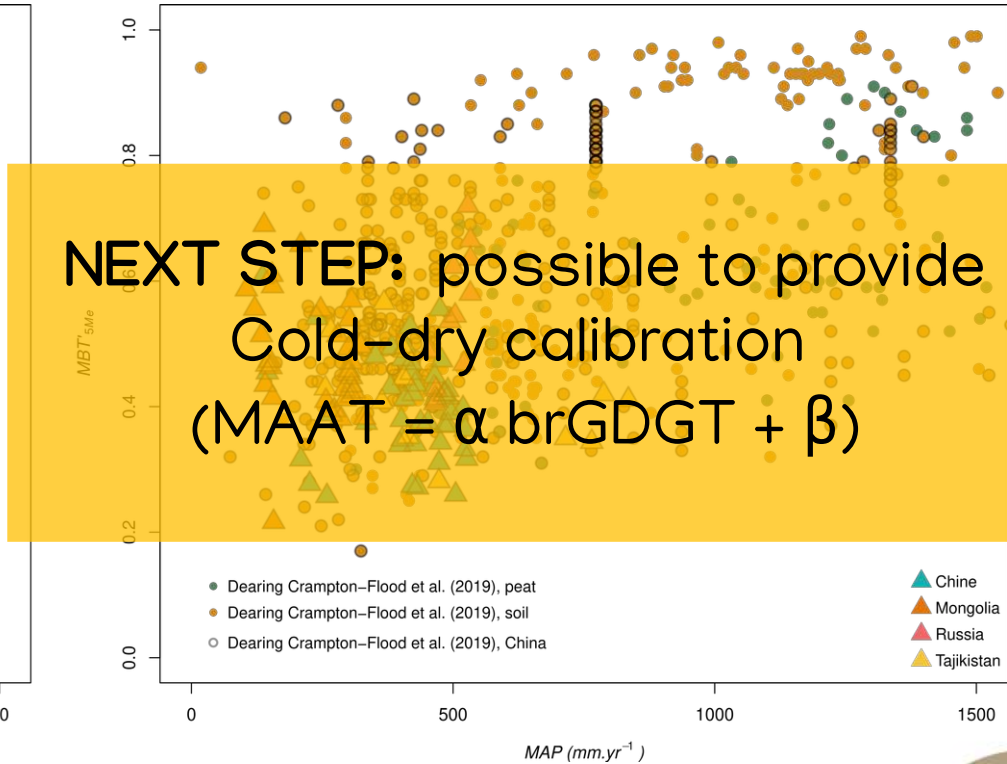 1.0
0.8
0.6
0.4
0.2
0.0
MBT'5Me
NEXT STEP: possible to provide
Cold-dry calibration
(MAAT = α brGDGT + β)
Dearing Crampton−Flood et al. (2019), peat
Dearing Crampton−Flood et al. (2019), soil
Dearing Crampton−Flood et al. (2019), China
Chine
Mongolia
Russia
Tajikistan
0
0 500 1000 1500
MAP (mm.yr−1 )